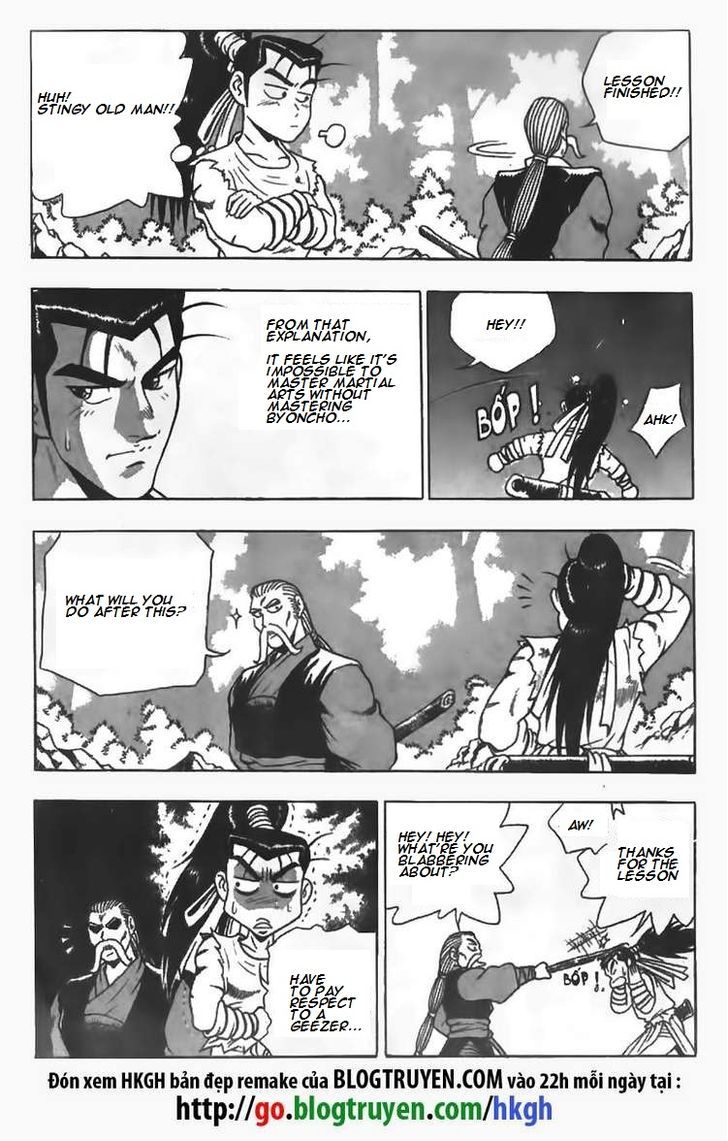 HUH!
STINGY OLD MAN!!
LESSON
FINISHED!!
FROM THAT
EXPLANATION,
IT FEELS LIKE IT'S
IMPOSSIBLE TO
MASTER MARTIAL
ARTS WITHOUT
MASTERING
BYONCHO...
HEY!!
BỐP !
AHK!
WHAT WILL YOU
DO AFTER THIS?
HAVE
TO PAY
RESPECT
TO A
GEEZER...
HEY! HEY!
WHAT'RE YOU
BLABBERING
ABOUT?
AW!
THANKS
FOR THE
LESSON
BỐP !
Đón xem HKGH bản đẹp remake của BLOGTRUYEN.COM vào 22h mỗi ngày tại :
http://go.blogtruyen.com/hkgh